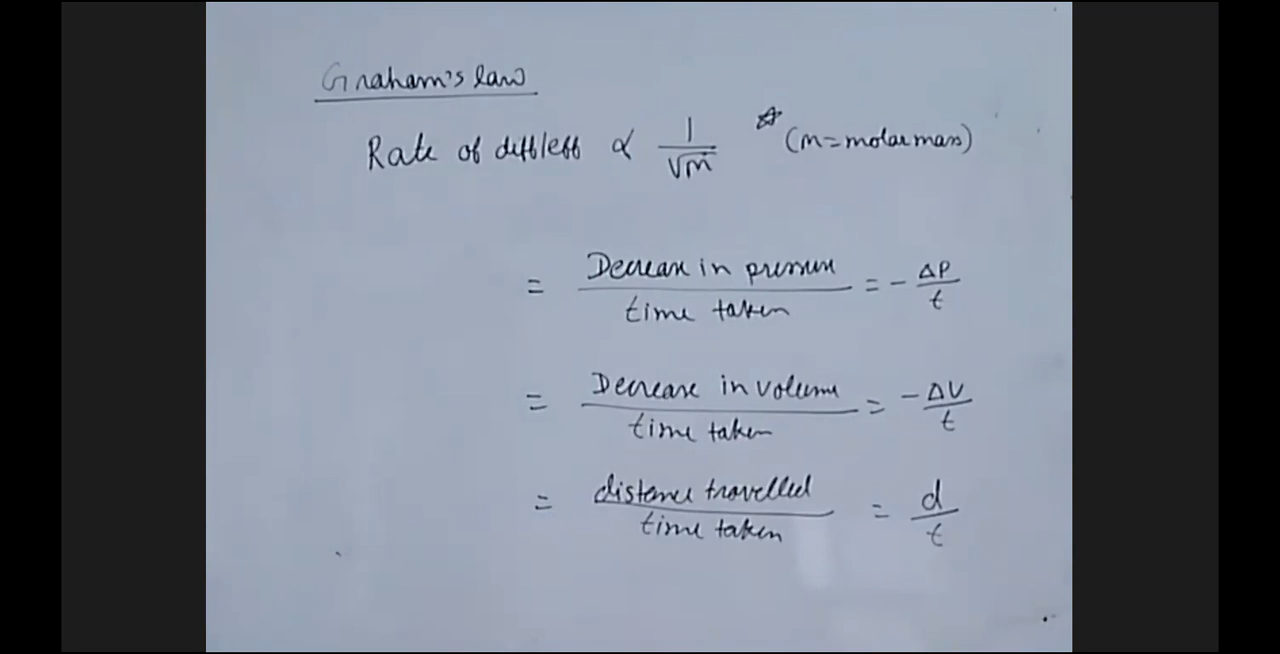 Graham's law
Rate of diff/eff ∝ 1/√m (m=molar mass)
= Decrease in pressure / time taken = - ΔP/t
= Decrease in volume / time taken = -ΔV/t
= distance travelled / time taken = d/t